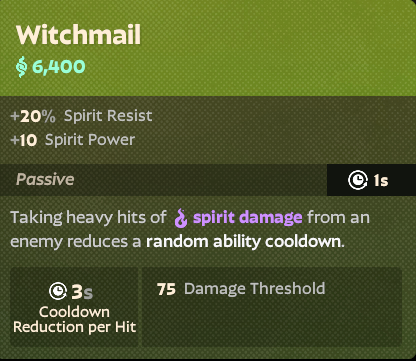 Witchmail
6,400
+20% Spirit Resist
+10 Spirit Power
Passive
1s
Taking heavy hits of spirit damage from an
enemy reduces a random ability cooldown.
3s
Cooldown
Reduction per Hit
75 Damage Threshold